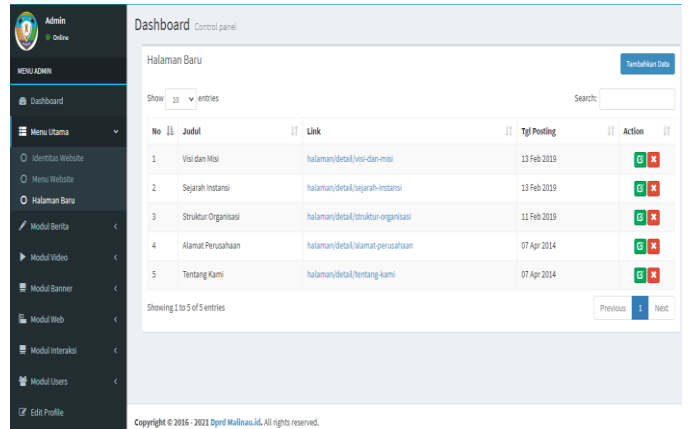 Admin
Online
MENU ADMIN
Dashboard
Menu Utama
Identitas Website
Menu Website
Halaman Baru
Modul Berita
Modul Video
Modul Banner
Modul Web
Modul Interaksi
Modul Users
Edit Profile
Dashboard Control panel
Halaman Baru
Tambahkan Data
Show 10 entries
Search:
No Judul Link Tgl Posting Action
1 Visi dan Misi halaman/detail/visi-dan-misi 13 Feb 2019
2 Sejarah Instansi halaman/detail/sejarah-instansi 13 Feb 2019
3 Struktur Organisasi halaman/detail/struktur-organisasi 11 Feb 2019
4 Alamat Perusahaan halaman/detail/alamat-perusahaan 07 Apr 2014
5 Tentang Kami halaman/detail/tentang-kami 07 Apr 2014
Showing 1 to 5 of 5 entries
Previous 1 Next
Copyright © 2016 - 2021 Dprd Malinau.id. All rights reserved.